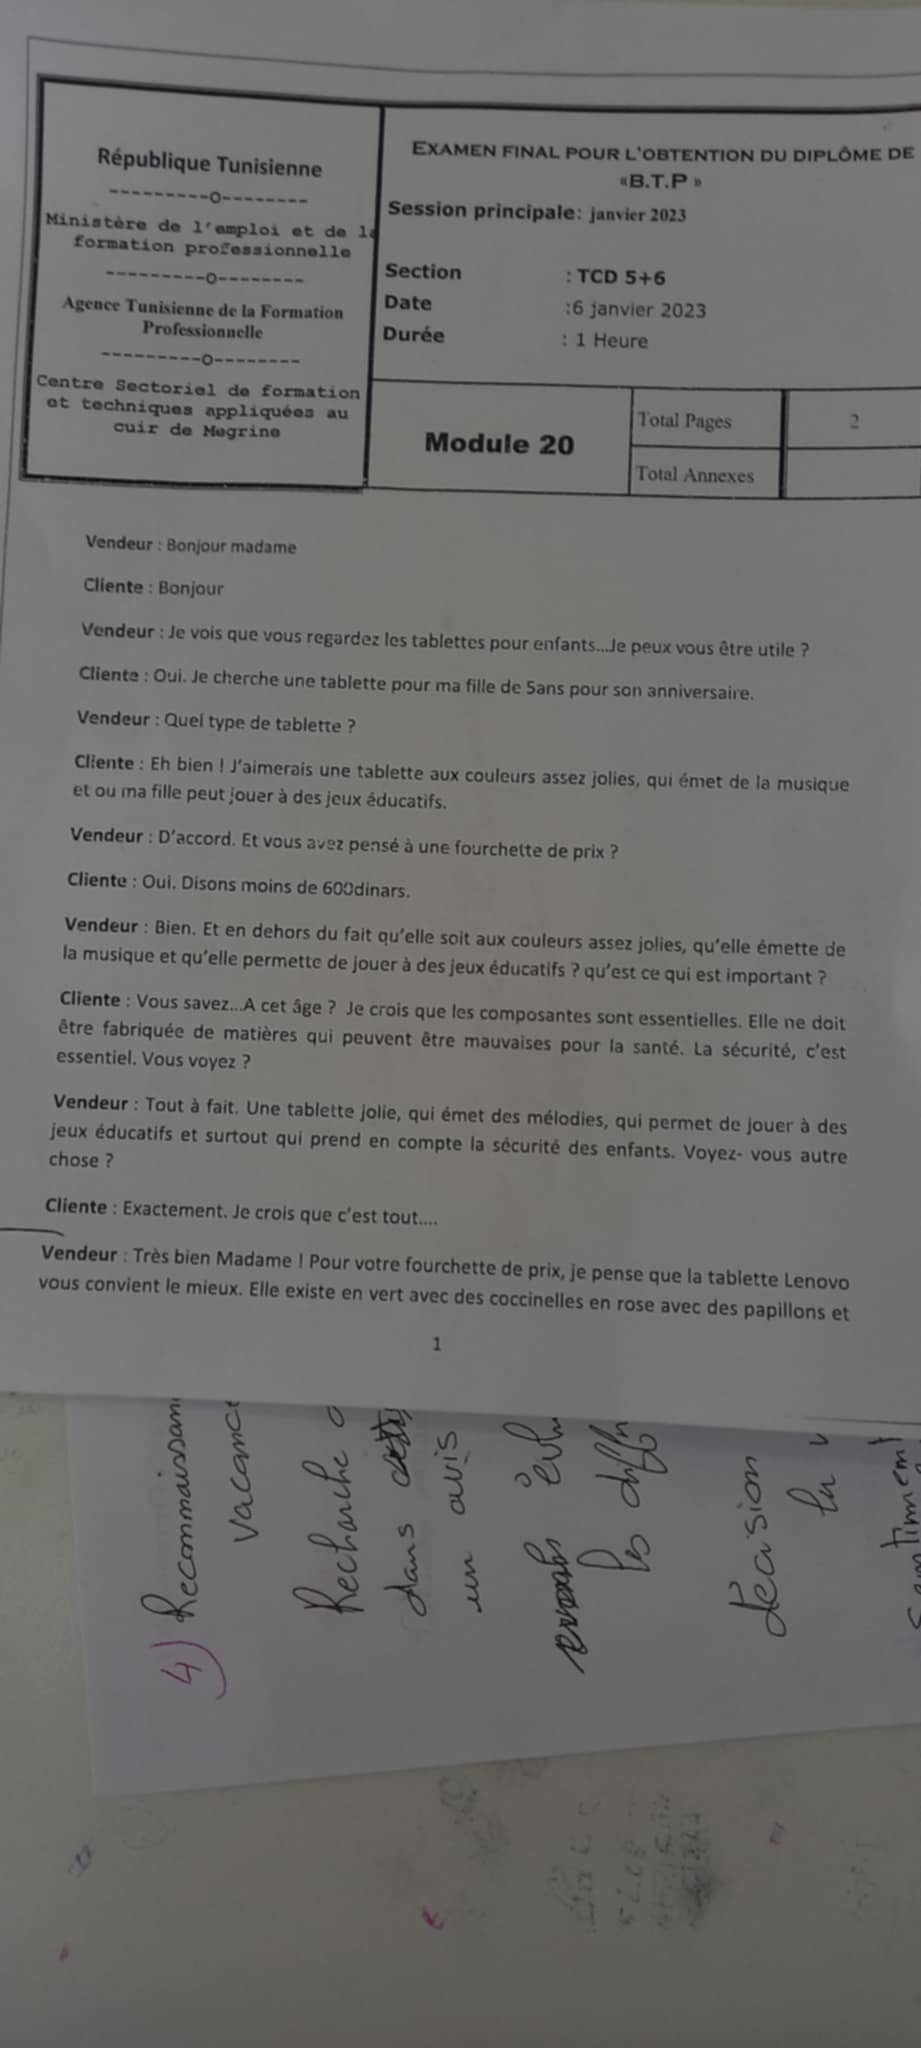 République Tunisienne
---------o--------
Ministère de l'emploi et de la
formation professionnelle
---------o--------
Agence Tunisienne de la Formation
Professionnelle
---------o--------
Centre Sectoriel de formation
et techniques appliquées au
cuir de Megrine
EXAMEN FINAL POUR L'OBTENTION DU DIPLÔME DE
«B.T.P »
Session principale: janvier 2023
Section : TCD 5+6
Date :6 janvier 2023
Durée : 1 Heure
Module 20
Total Pages 2
Total Annexes
Vendeur : Bonjour madame
Cliente : Bonjour
Vendeur : Je vois que vous regardez les tablettes pour enfants...Je peux vous être utile ?
Cliente : Oui. Je cherche une tablette pour ma fille de 5ans pour son anniversaire.
Vendeur : Quel type de tablette ?
Cliente : Eh bien ! J'aimerais une tablette aux couleurs assez jolies, qui émet de la musique
et ou ma fille peut jouer à des jeux éducatifs.
Vendeur : D'accord. Et vous avez pensé à une fourchette de prix ?
Cliente : Oui. Disons moins de 600dinars.
Vendeur : Bien. Et en dehors du fait qu'elle soit aux couleurs assez jolies, qu'elle émette de
la musique et qu'elle permette de jouer à des jeux éducatifs ? qu'est ce qui est important ?
Cliente : Vous savez...A cet âge ? Je crois que les composantes sont essentielles. Elle ne doit
être fabriquée de matières qui peuvent être mauvaises pour la santé. La sécurité, c'est
essentiel. Vous voyez ?
Vendeur : Tout à fait. Une tablette jolie, qui émet des mélodies, qui permet de jouer à des
jeux éducatifs et surtout qui prend en compte la sécurité des enfants. Voyez- vous autre
chose ?
Cliente : Exactement. Je crois que c'est tout....
Vendeur : Très bien Madame ! Pour votre fourchette de prix, je pense que la tablette Lenovo
vous convient le mieux. Elle existe en vert avec des coccinelles en rose avec des papillons et
1
4) Recommaissan
vacance
Recharche
dans
un avis
les
décision
la v